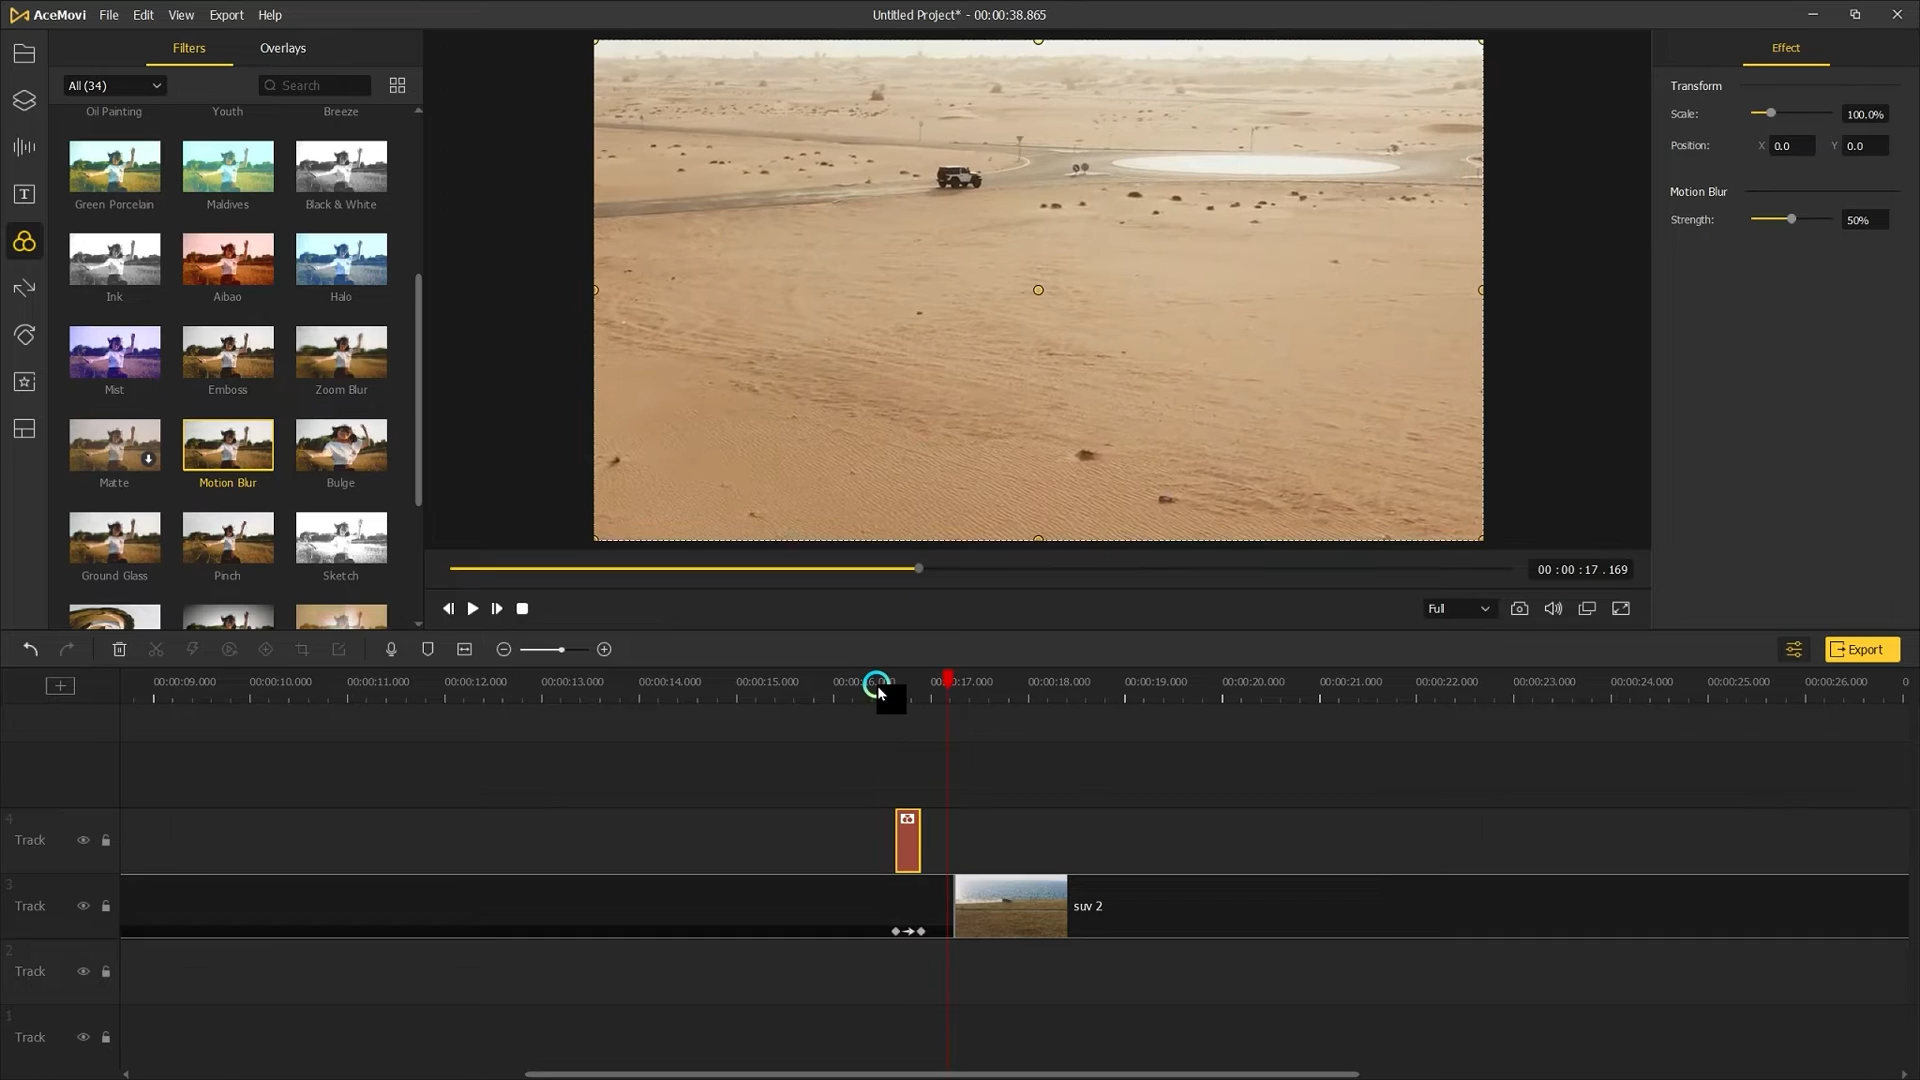 AceMovi File Edit View Export Help Untitled Project* - 00:00:38.865
Filters Overlays Effect
All (34) Search
Transform
Scale: 100.0%
Position: X 0.0 Y 0.0
Motion Blur
Strength: 50%
Oil Painting Youth Breeze
Green Porcelain Maldives Black & White
Ink Aibao Halo
Mist Emboss Zoom Blur
Matte Motion Blur Bulge
Ground Glass Pinch Sketch
00 : 00 : 17 . 169
Full
Export
00:00:09.000 00:00:10.000 00:00:11.000 00:00:12.000 00:00:13.000 00:00:14.000 00:00:15.000 00:00:18.000 00:00:19.000 00:00:20.000 00:00:21.000 00:00:22.000 00:00:23.000 00:00:24.000 00:00:25.000 00:00:26.000
4
Track
3
Track
suv 2
2
Track
1
Track